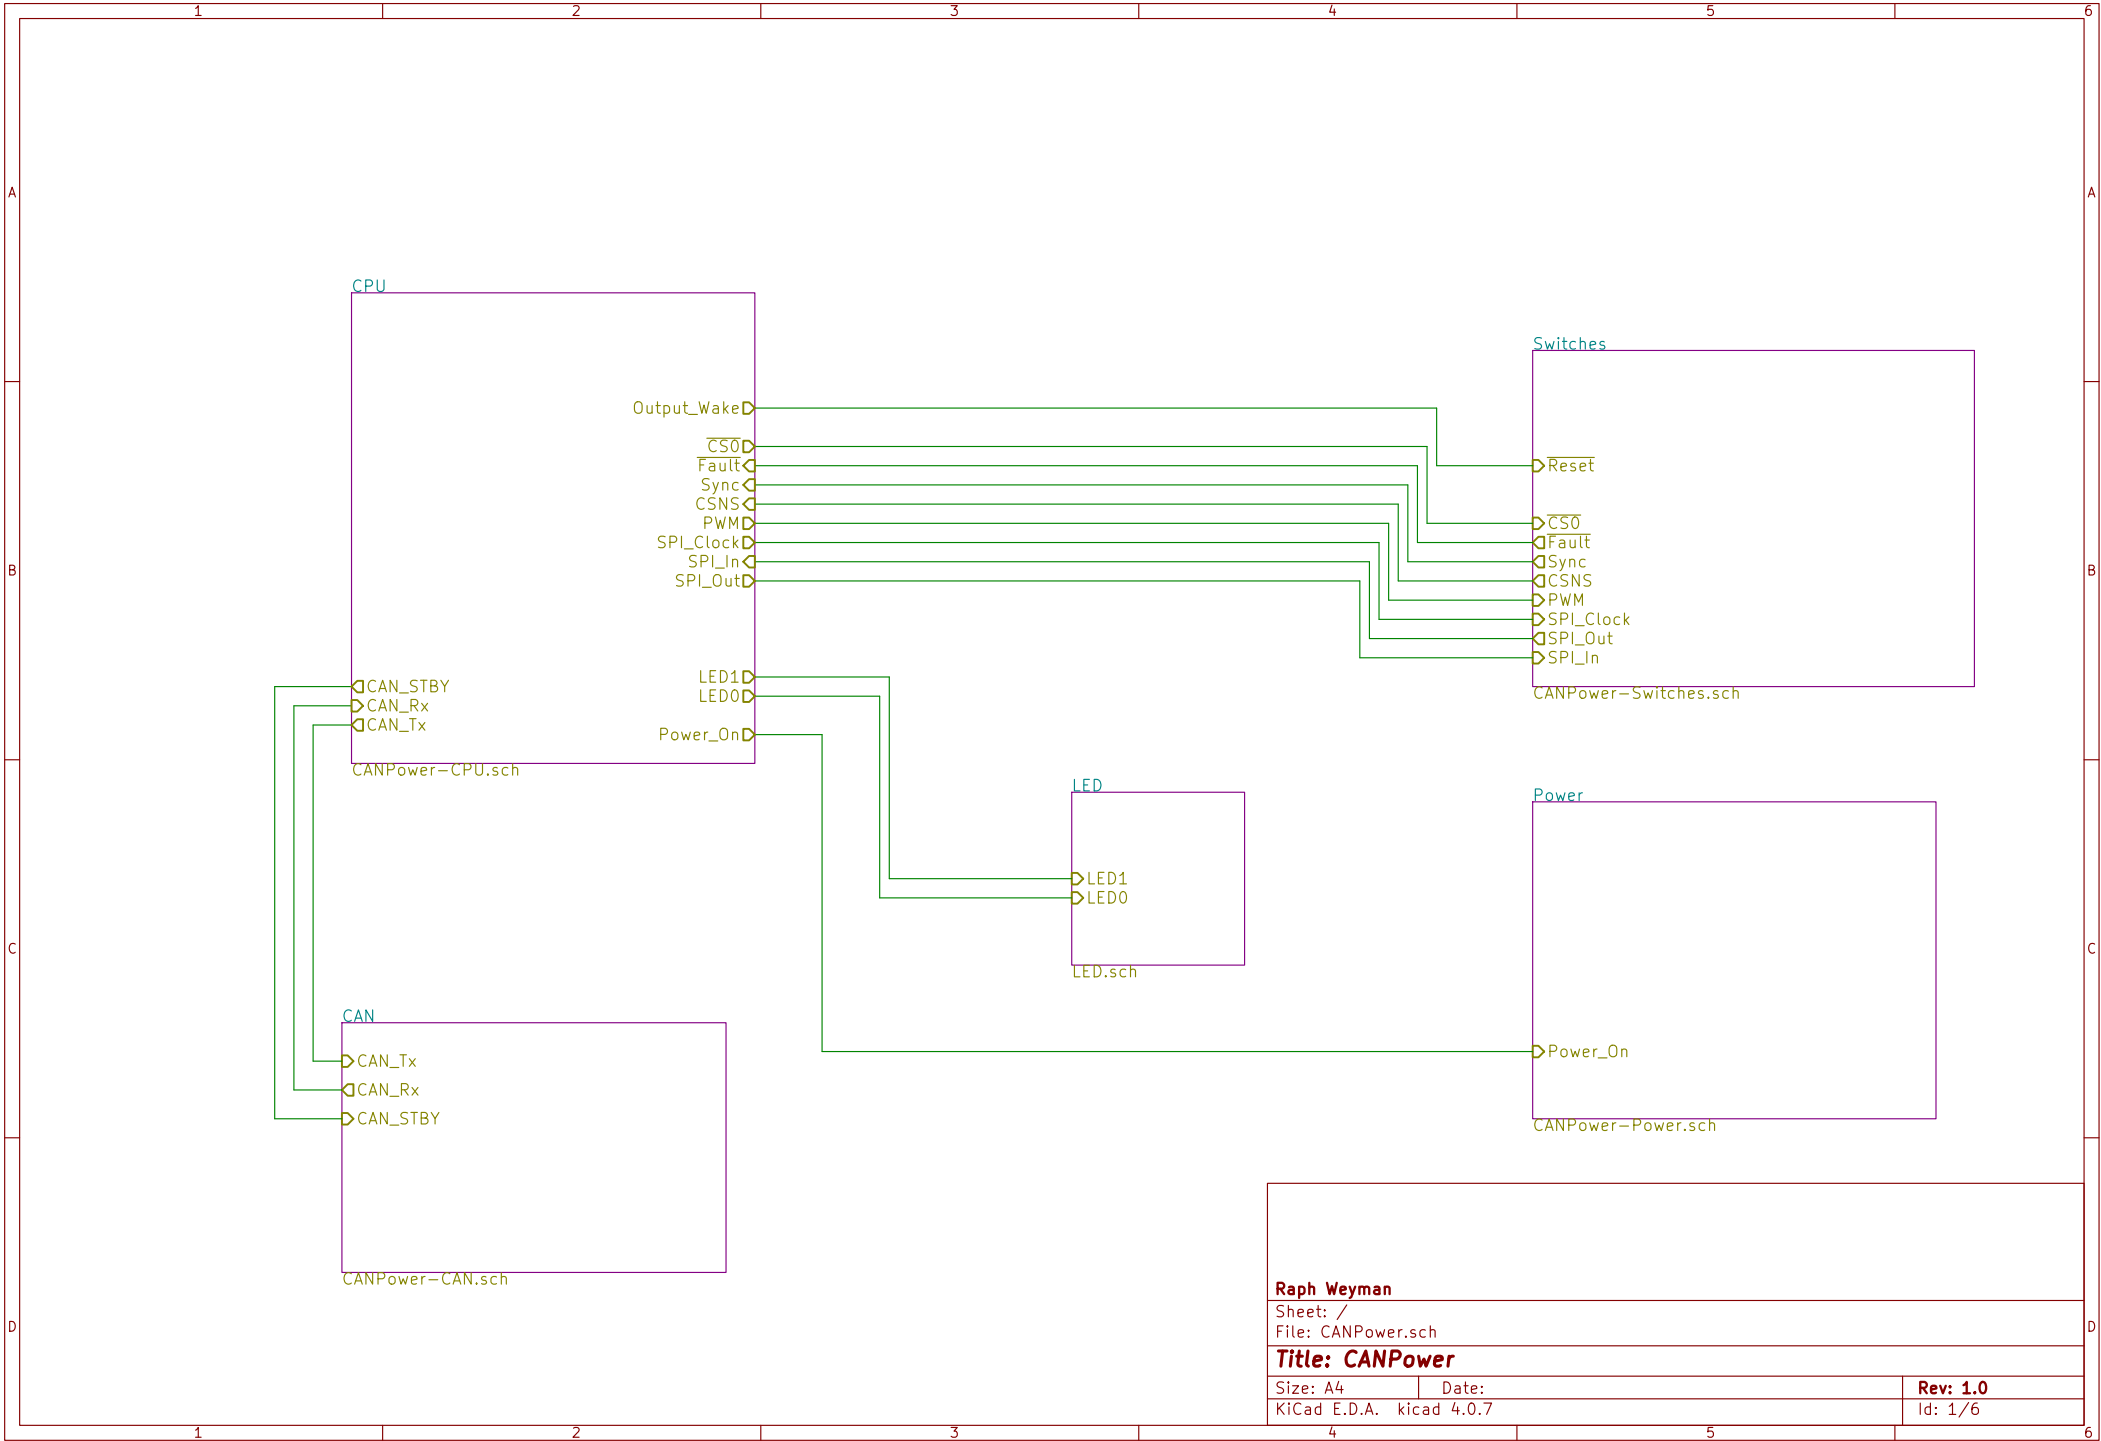 1 2 3 4 5 6
A A
CPU
Switches
Output_Wake
CS0
Fault
Sync
CSNS
PWM
SPI_Clock
SPI_In
SPI_Out
Reset
CS0
Fault
Sync
CSNS
PWM
SPI_Clock
SPI_Out
SPI_In
B B
CANPower-Switches.sch
LED1
LED0
Power_On
CAN_STBY
CAN_Rx
CAN_Tx
CANPower-CPU.sch
LED
LED1
LED0
LED.sch
Power
Power_On
CANPower-Power.sch
C C
CAN
CAN_Tx
CAN_Rx
CAN_STBY
CANPower-CAN.sch
Raph Weyman
Sheet: /
File: CANPower.sch
Title: CANPower
Size: A4 Date: Rev: 1.0
KiCad E.D.A. kicad 4.0.7 Id: 1/6
D D
1 2 3 4 5 6